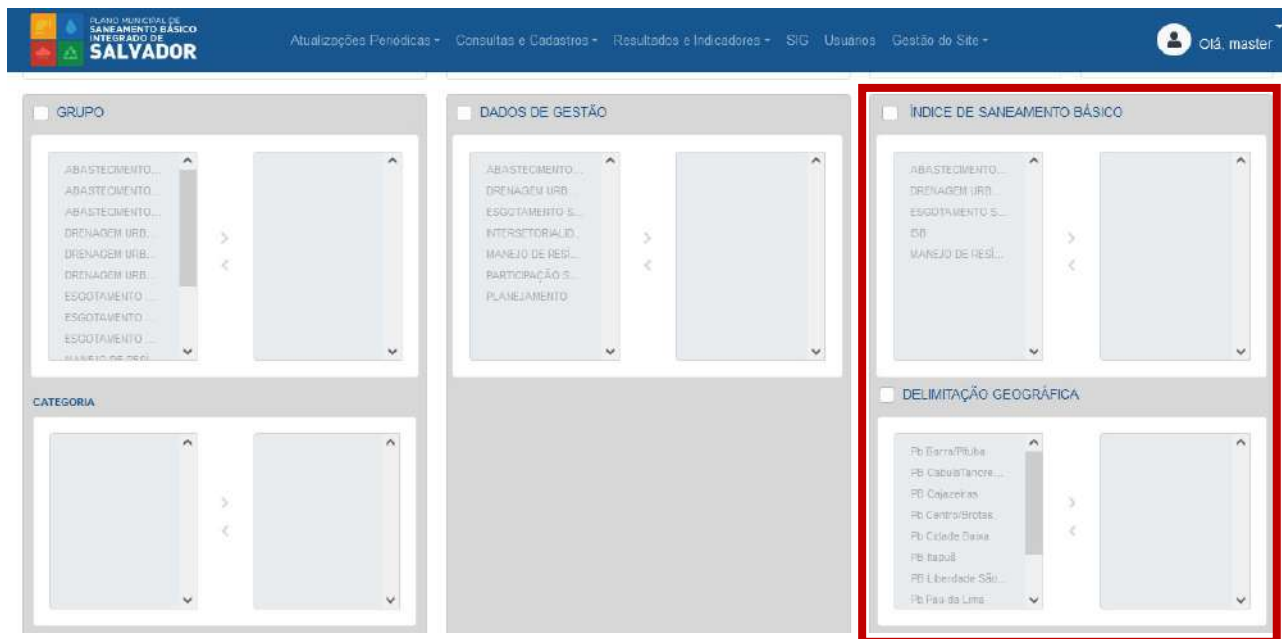 PLANO MUNICIPAL DE
SANEAMENTO BÁSICO
INTEGRADO DE
SALVADOR
Atualizações Periódicas Consultas e Cadastros Resultados e Indicadores SIG Usuários Gestão do Site
Olá, master
GRUPO
ABASTECIMENTO...
ABASTECIMENTO...
ABASTECIMENTO...
DRENAGEM URB...
DRENAGEM URB...
DRENAGEM URB...
ESGOTAMENTO ...
ESGOTAMENTO ...
ESGOTAMENTO ...
MANEJO DE RESÍ...
CATEGORIA
DADOS DE GESTÃO
ABASTECIMENTO...
DRENAGEM URB...
ESGOTAMENTO S...
INTERSETORIALID...
MANEJO DE RESÍ...
PARTICIPAÇÃO S...
PLANEJAMENTO
ÍNDICE DE SANEAMENTO BÁSICO
ABASTECIMENTO...
DRENAGEM URB...
ESGOTAMENTO S...
ISB
MANEJO DE RESÍ...
DELIMITAÇÃO GEOGRÁFICA
Pb Barra/Pituba
PB Cabula/Tancre...
PB Cajazeiras
Pb Centro/Brotas
Pb Cidade Baixa
PB Itapuã
PB Liberdade São...
Pb Pau da Lima